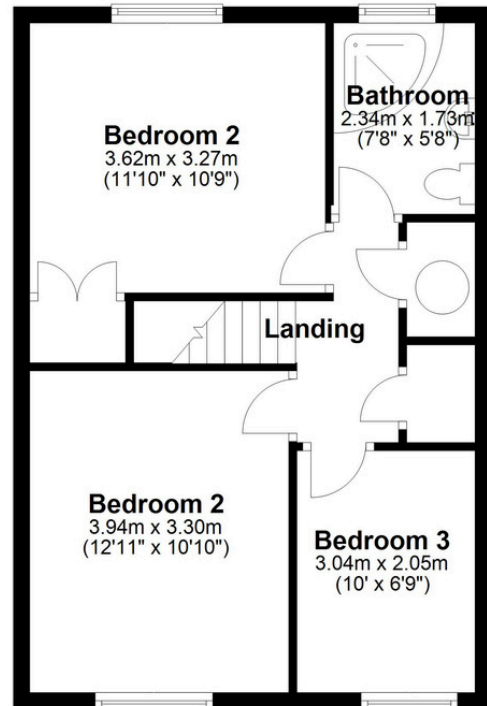 Bedroom 2
3.62m x 3.27m
(11'10" x 10'9")
Bathroom
2.34m x 1.73m
(7'8" x 5'8")
Landing
Bedroom 2
3.94m x 3.30m
(12'11" x 10'10")
Bedroom 3
3.04m x 2.05m
(10' x 6'9")